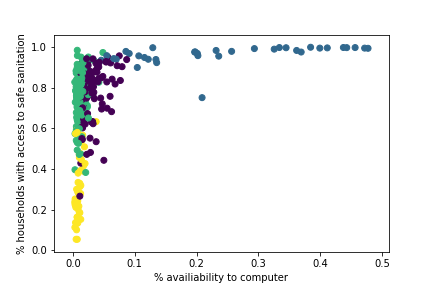 1.0
0.8
0.6
0.4
0.2
0.0
% households with access to safe sanitation
0.0 0.1 0.2 0.3 0.4 0.5
% availiability to computer